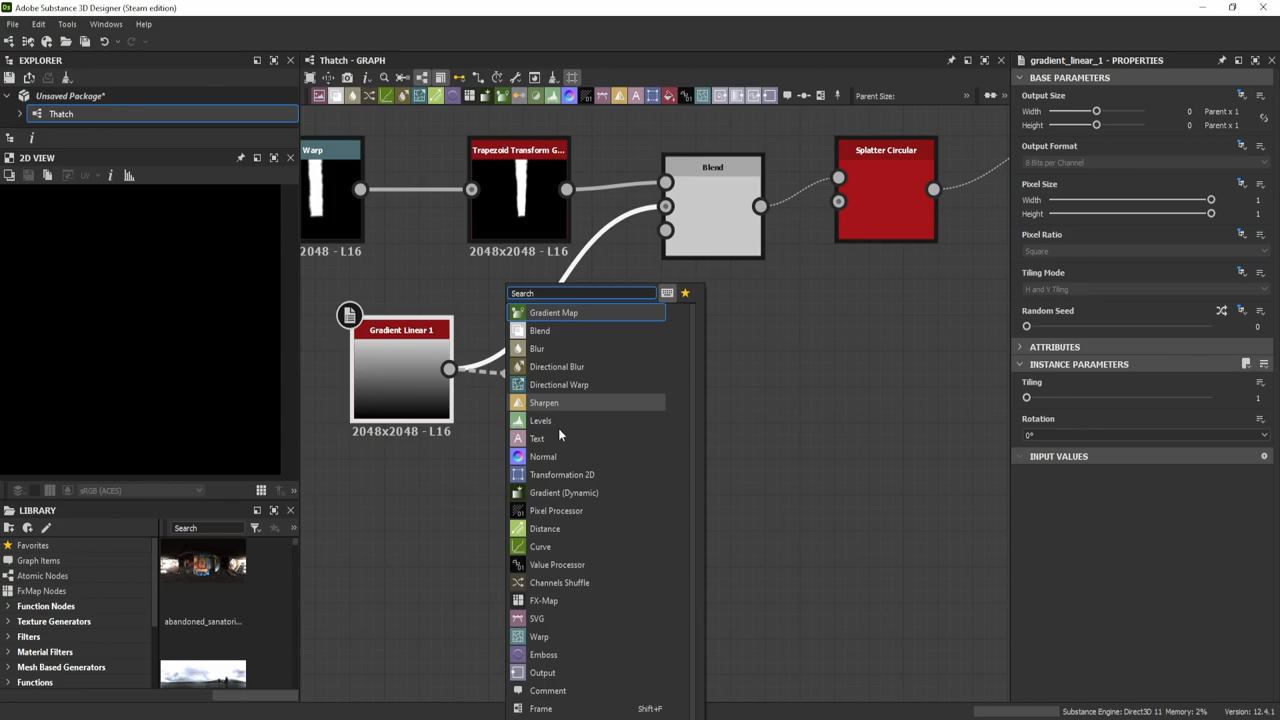 Adobe Substance 3D Designer (Steam edition)
File Edit Tools Windows Help
EXPLORER
Unsaved Package*
Thatch
2D VIEW
UV
sRGB (ACES)
LIBRARY
Search
Favorites
Graph Items
Atomic Nodes
FxMap Nodes
Function Nodes
Texture Generators
Filters
Material Filters
Mesh Based Generators
Functions
abandoned_sanatori...
Thatch - GRAPH
Parent Size:
Warp
2048 - L16
Trapezoid Transform G...
2048x2048 - L16
Blend
Splatter Circular
Gradient Linear 1
2048x2048 - L16
Search
Gradient Map
Blend
Blur
Directional Blur
Directional Warp
Sharpen
Levels
Text
Normal
Transformation 2D
Gradient (Dynamic)
Pixel Processor
Distance
Curve
Value Processor
Channels Shuffle
FX-Map
SVG
Warp
Emboss
Output
Comment
Frame Shift+F
gradient_linear_1 - PROPERTIES
BASE PARAMETERS
Output Size
Width 0 Parent x 1
Height 0 Parent x 1
Output Format
8 Bits per Channel
Pixel Size
Width 1
Height 1
Pixel Ratio
Square
Tiling Mode
H and V Tiling
Random Seed
0
ATTRIBUTES
INSTANCE PARAMETERS
Tiling
1
Rotation
0°
INPUT VALUES
Substance Engine: Direct3D 11 Memory: 2% Version: 12.4.1